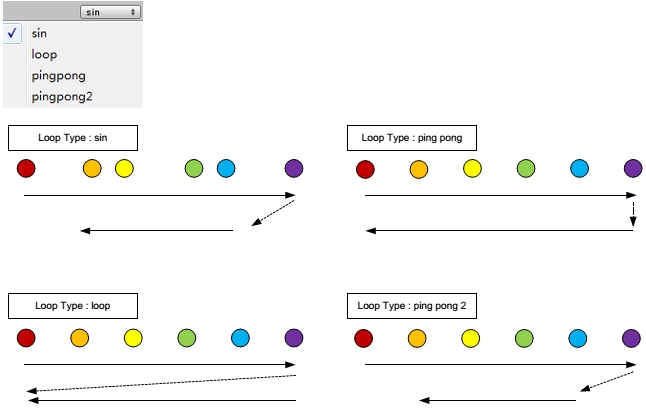 sin
sin
loop
pingpong
pingpong2
Loop Type : sin
Loop Type : ping pong
Loop Type : loop
Loop Type : ping pong 2